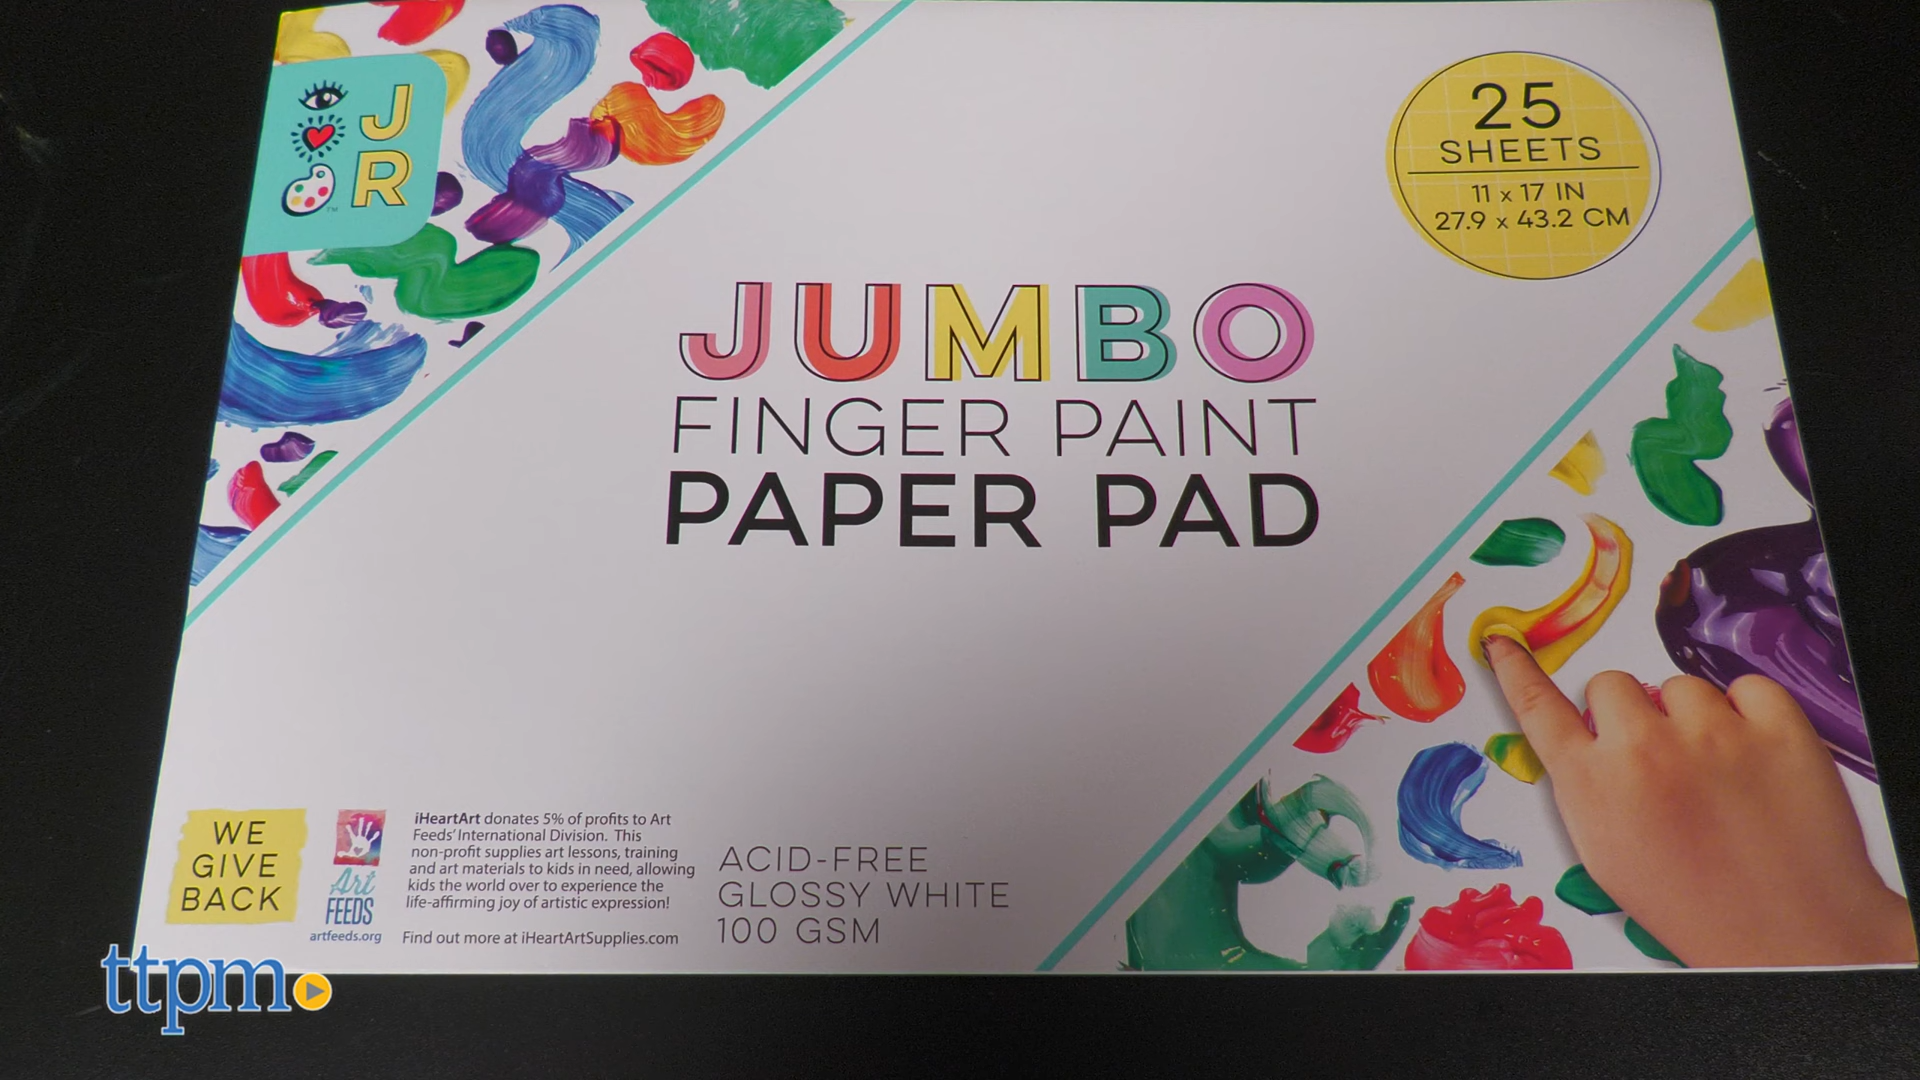 J
R
TM
25
SHEETS
11 x 17 IN
27.9 x 43.2 CM
JUMBO
FINGER PAINT
PAPER PAD
WE
GIVE
BACK
Art
FEEDS
artfeeds.org
iHeartArt donates 5% of profits to Art
Feeds' International Division. This
non-profit supplies art lessons, training
and art materials to kids in need, allowing
kids the world over to experience the
life-affirming joy of artistic expression!
Find out more at iHeartArtSupplies.com
ACID-FREE
GLOSSY WHITE
100 GSM
ttpm